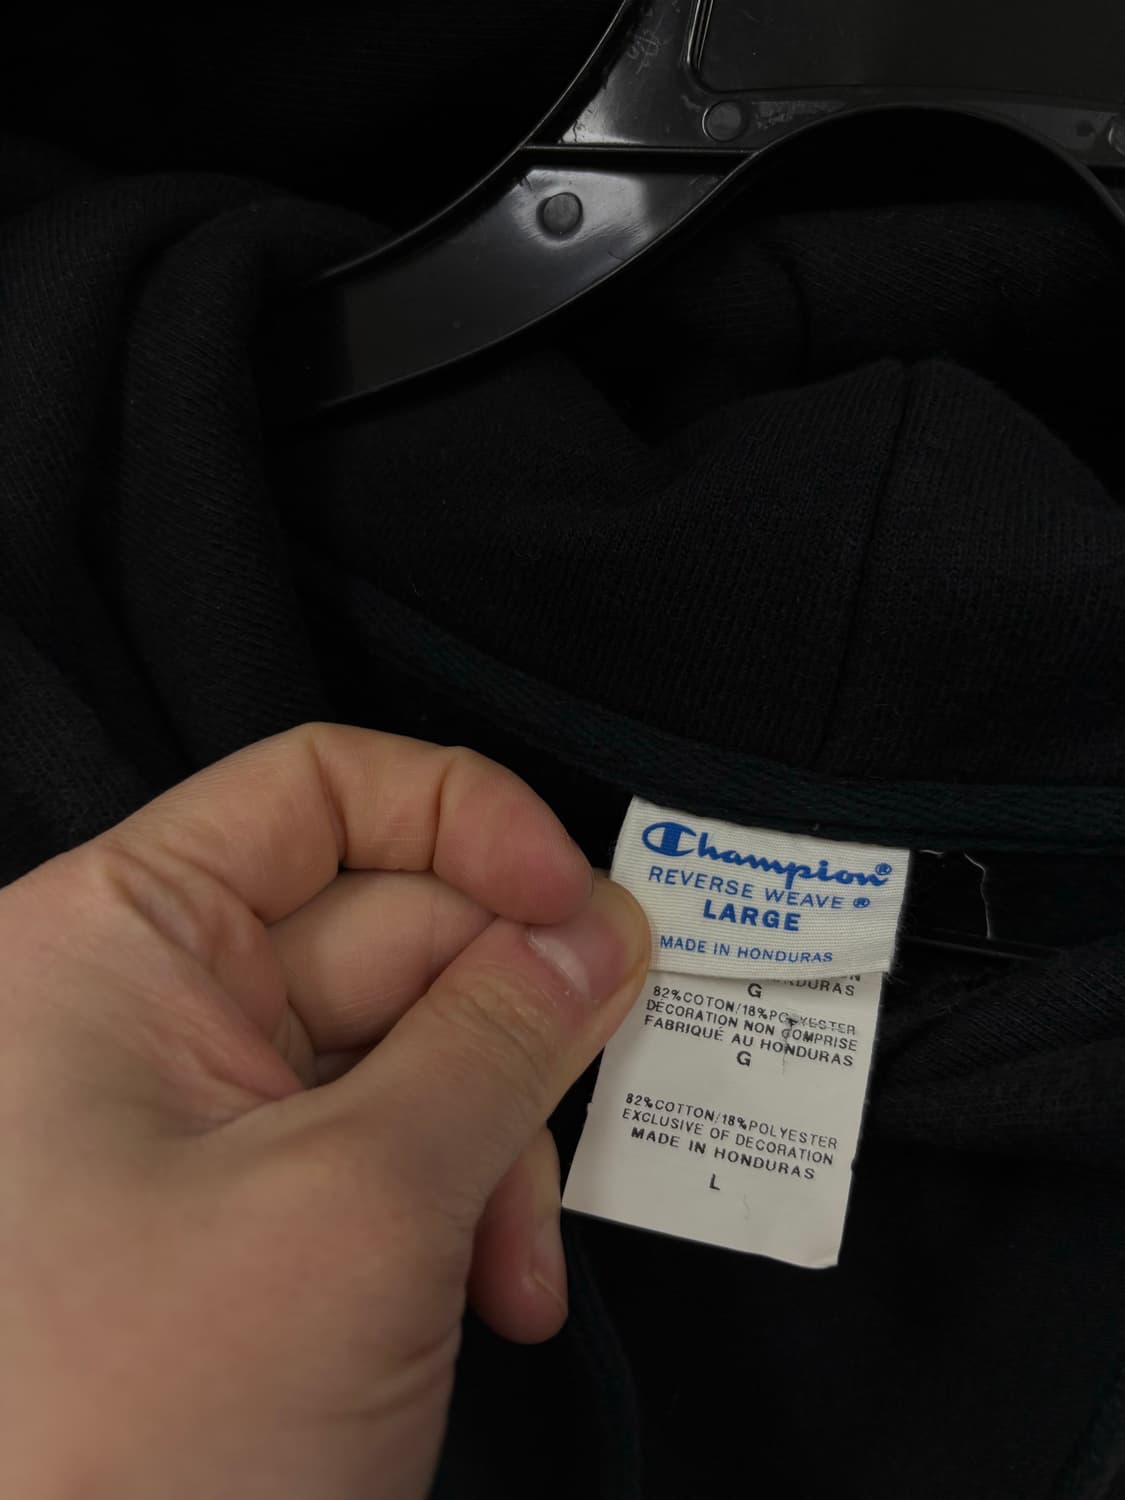 Champion®
REVERSE WEAVE ®
LARGE
MADE IN HONDURAS
G
82%COTON/18%POLYESTER
DÉCORATION NON COMPRISE
FABRIQUÉ AU HONDURAS
G
82%COTTON/18%POLYESTER
EXCLUSIVE OF DECORATION
MADE IN HONDURAS
L